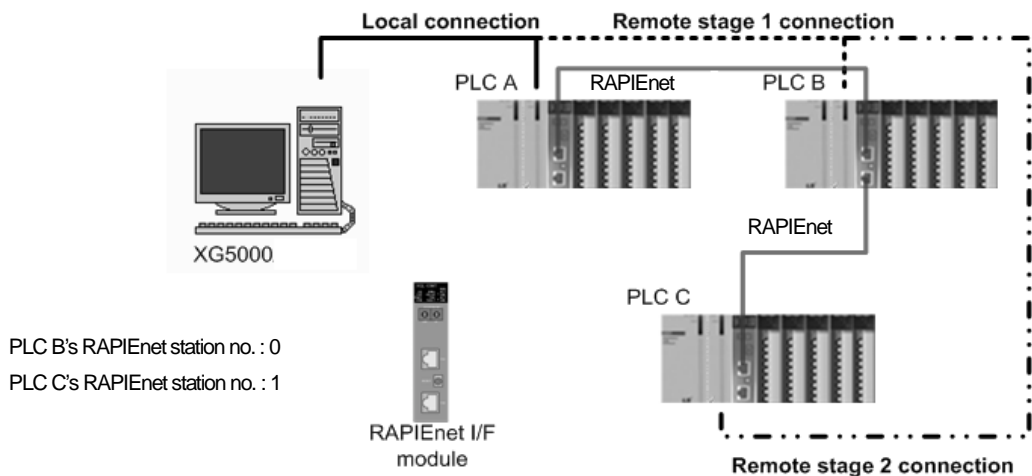 Local connection
Remote stage 1 connection
PLC A
RAPIEnet
PLC B
XG5000
RAPIEnet
PLC C
PLC B's RAPIEnet station no. : 0
PLC C's RAPIEnet station no. : 1
RAPIEnet I/F
module
Remote stage 2 connection